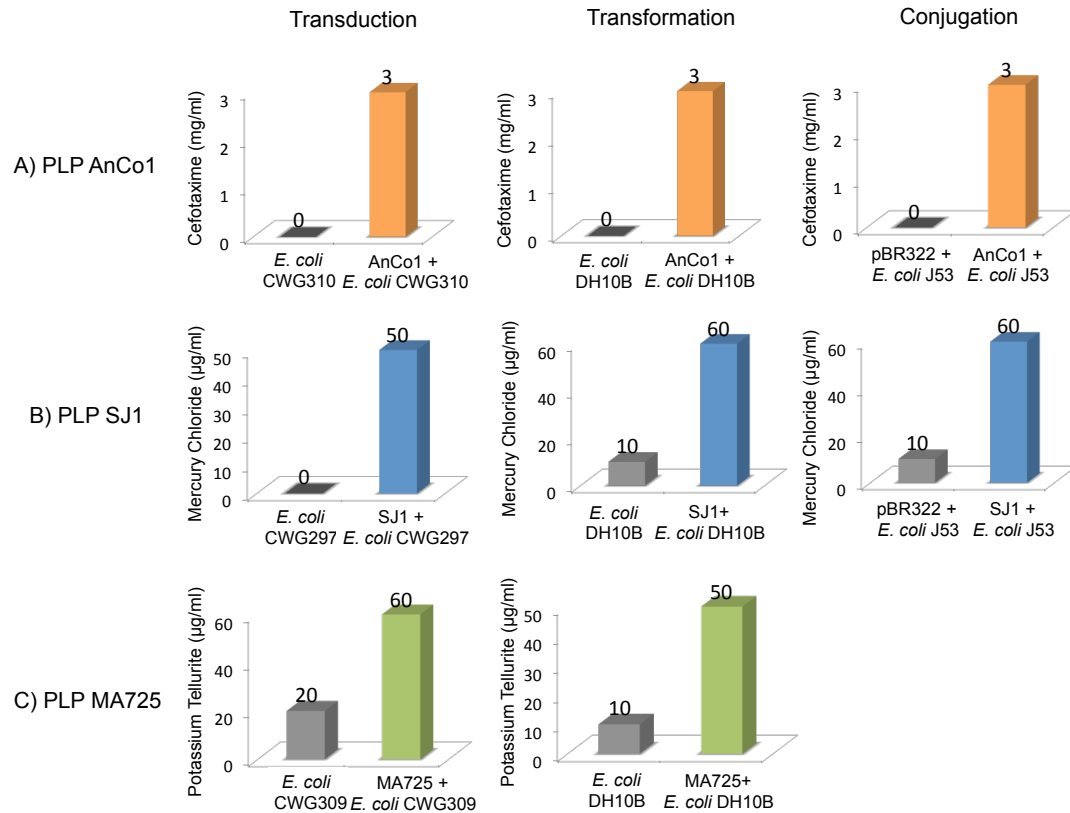 Transduction
Transformation
Conjugation
A) PLP AnCo1
Cefotaxime (mg/ml)
3
2
1
0
0
3
E. coli
CWG310
AnCo1 +
E. coli CWG310
Cefotaxime (mg/ml)
3
2
1
0
0
3
E. coli
DH10B
AnCo1 +
E. coli DH10B
Cefotaxime (mg/ml)
3
2
1
0
0
3
pBR322 +
E. coli J53
AnCo1 +
E. coli J53
B) PLP SJ1
Mercury Chloride (µg/ml)
50
40
30
20
10
0
0
50
E. coli
CWG297
SJ1 +
E. coli CWG297
Mercury Chloride (µg/ml)
60
40
20
0
10
60
E. coli
DH10B
SJ1+
E. coli DH10B
Mercury Chloride (µg/ml)
60
40
20
0
10
60
pBR322 +
E. coli J53
SJ1 +
E. coli J53
C) PLP MA725
Potassium Tellurite (µg/ml)
60
40
20
0
20
60
E. coli
CWG309
MA725 +
E. coli CWG309
Potassium Tellurite (µg/ml)
50
40
30
20
10
0
10
50
E. coli
DH10B
MA725+
E. coli DH10B